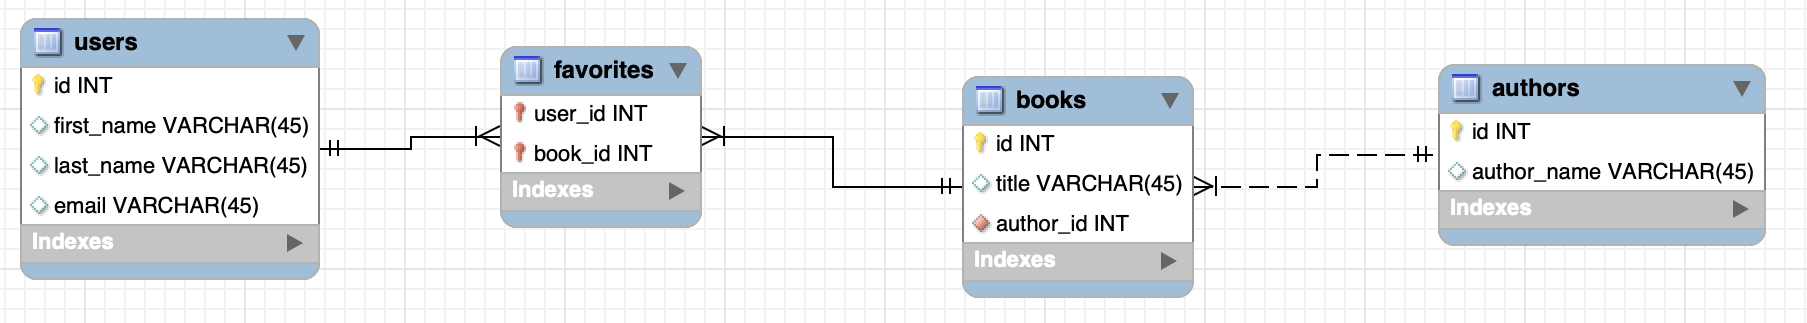 users
id INT
first_name VARCHAR(45)
last_name VARCHAR(45)
email VARCHAR(45)
Indexes
favorites
user_id INT
book_id INT
Indexes
books
id INT
title VARCHAR(45)
author_id INT
Indexes
authors
id INT
author_name VARCHAR(45)
Indexes